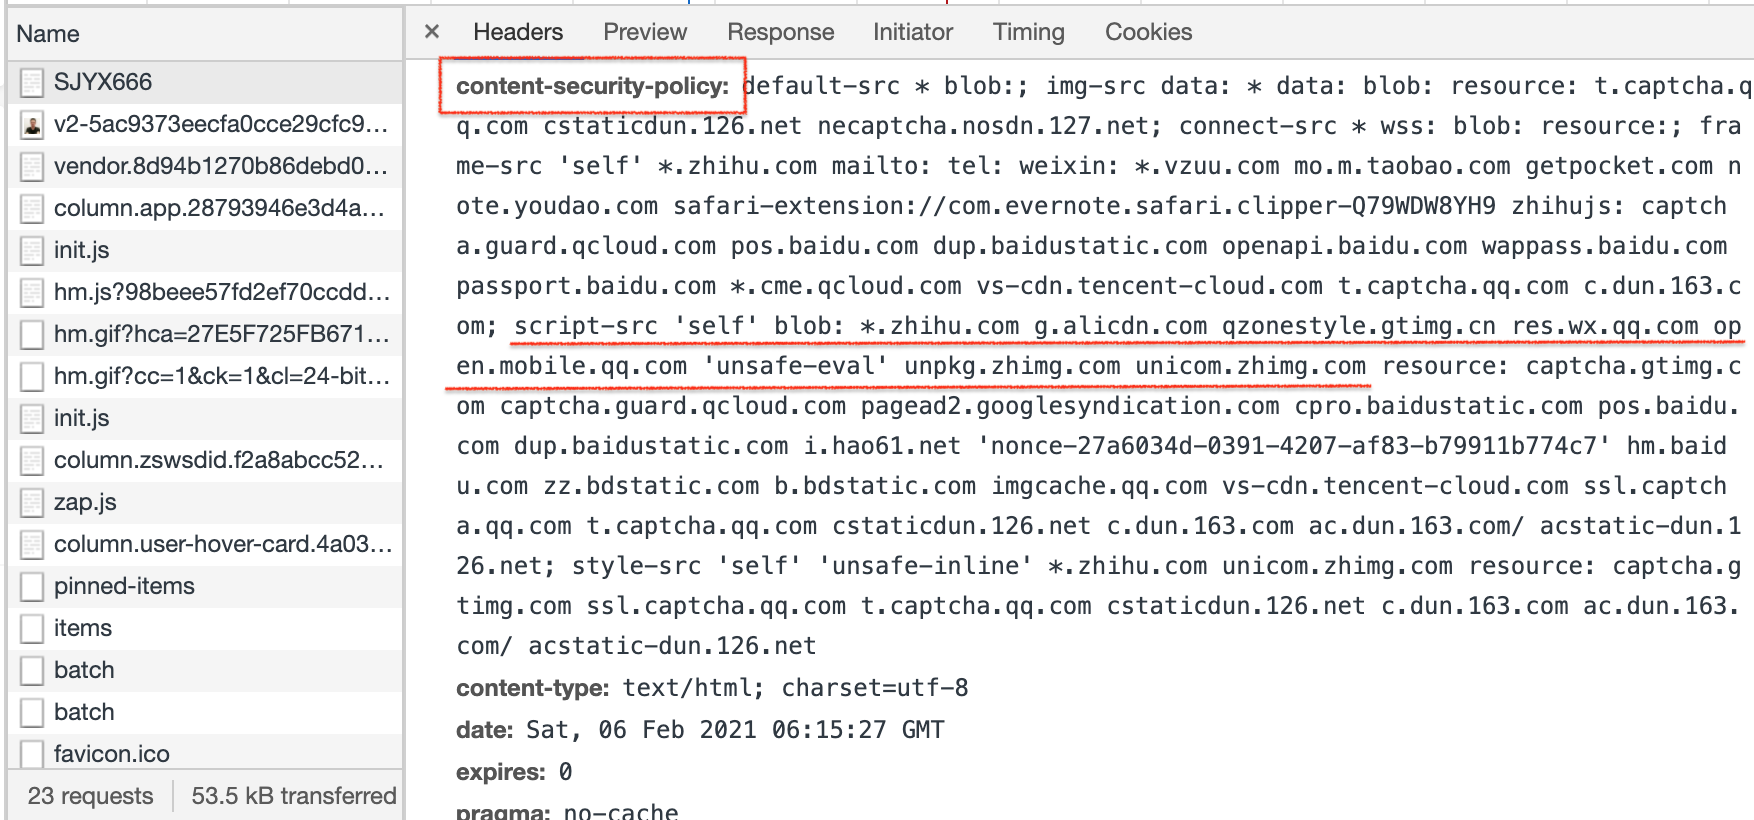 Name
SJYX666
v2-5ac9373eecfa0cce29cfc9...
vendor.8d94b1270b86debd0...
column.app.28793946e3d4a...
init.js
hm.js?98beee57fd2ef70ccdd...
hm.gif?hca=27E5F725FB671...
hm.gif?cc=1&ck=1&cl=24-bit...
init.js
column.zswsdid.f2a8abcc52...
zap.js
column.user-hover-card.4a03...
pinned-items
items
batch
batch
favicon.ico
23 requests 53.5 kB transferred
× Headers Preview Response Initiator Timing Cookies
content-security-policy: default-src * blob:; img-src data: * data: blob: resource: t.captcha.q
q.com cstaticdun.126.net necaptcha.nosdn.127.net; connect-src * wss: blob: resource:; fra
me-src 'self' *.zhihu.com mailto: tel: weixin: *.vzuu.com mo.m.taobao.com getpocket.com n
ote.youdao.com safari-extension://com.evernote.safari.clipper-Q79WDW8YH9 zhihujs: captch
a.guard.qcloud.com pos.baidu.com dup.baidustatic.com openapi.baidu.com wappass.baidu.com
passport.baidu.com *.cme.qcloud.com vs-cdn.tencent-cloud.com t.captcha.qq.com c.dun.163.c
om; script-src 'self' blob: *.zhihu.com g.alicdn.com qzonestyle.gtimg.cn res.wx.qq.com op
en.mobile.qq.com 'unsafe-eval' unpkg.zhimg.com unicom.zhimg.com resource: captcha.gtimg.c
om captcha.guard.qcloud.com pagead2.googlesyndication.com cpro.baidustatic.com pos.baidu.
com dup.baidustatic.com i.hao61.net 'nonce-27a6034d-0391-4207-af83-b79911b774c7' hm.baid
u.com zz.bdstatic.com b.bdstatic.com imgcache.qq.com vs-cdn.tencent-cloud.com ssl.captch
a.qq.com t.captcha.qq.com cstaticdun.126.net c.dun.163.com ac.dun.163.com/ acstatic-dun.1
26.net; style-src 'self' 'unsafe-inline' *.zhihu.com unicom.zhimg.com resource: captcha.g
timg.com ssl.captcha.qq.com t.captcha.qq.com cstaticdun.126.net c.dun.163.com ac.dun.163.
com/ acstatic-dun.126.net
content-type: text/html; charset=utf-8
date: Sat, 06 Feb 2021 06:15:27 GMT
expires: 0
pragma: no-cache